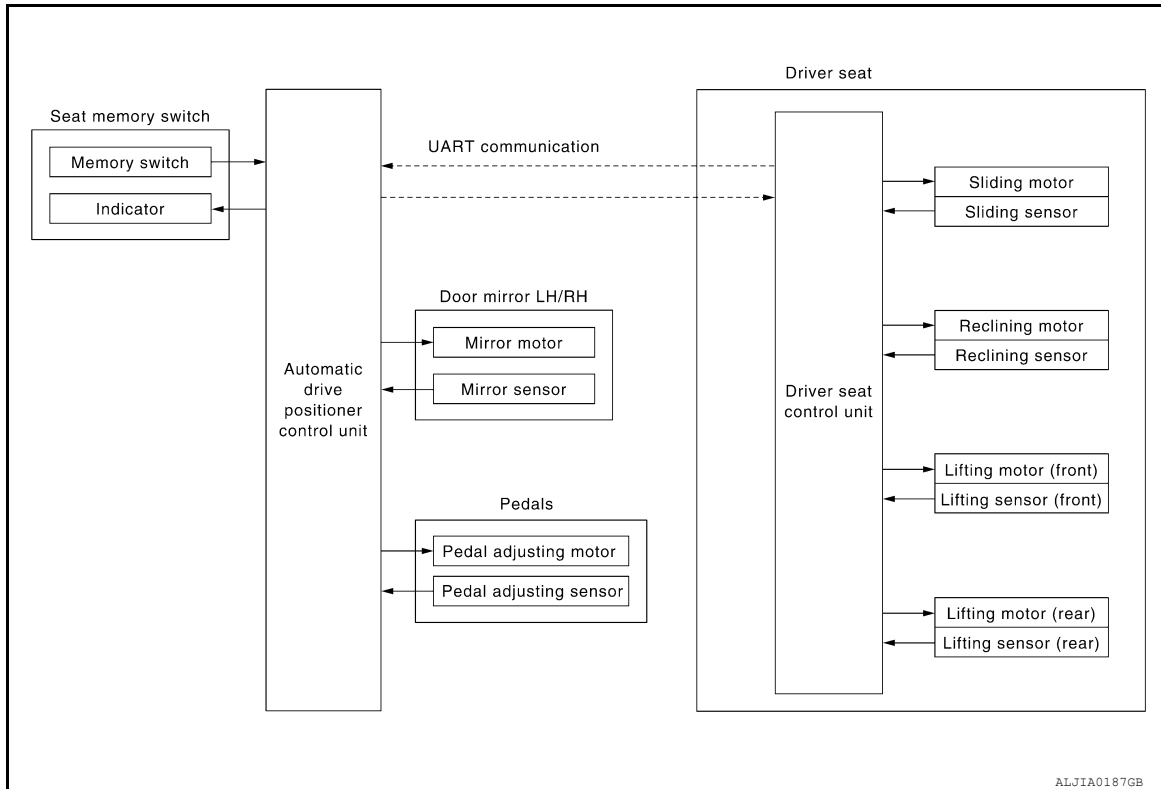 Driver seat
Seat memory switch
Memory switch
Indicator
UART communication
Sliding motor
Sliding sensor
Door mirror LH/RH
Mirror motor
Mirror sensor
Reclining motor
Reclining sensor
Automatic
drive
positioner
control unit
Driver seat
control unit
Lifting motor (front)
Lifting sensor (front)
Pedals
Pedal adjusting motor
Pedal adjusting sensor
Lifting motor (rear)
Lifting sensor (rear)
ALJIA0187GB